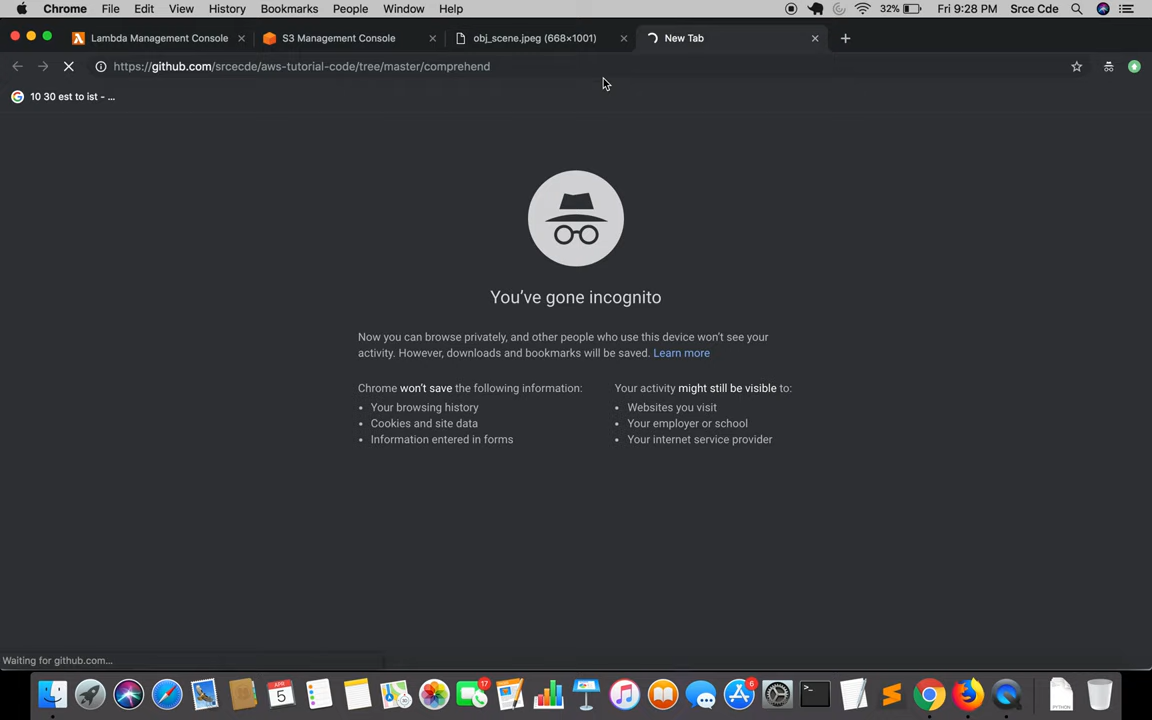 Chrome File Edit View History Bookmarks People Window Help 32% Fri 9:28 PM Srce Cde
Lambda Management Console S3 Management Console obj_scene.jpeg (668×1001) New Tab
https://github.com/srcecde/aws-tutorial-code/tree/master/comprehend
10 30 est to ist - ...
You've gone incognito
Now you can browse privately, and other people who use this device won't see your
activity. However, downloads and bookmarks will be saved. Learn more
Chrome won't save the following information:
• Your browsing history
• Cookies and site data
• Information entered in forms
Your activity might still be visible to:
• Websites you visit
• Your employer or school
• Your internet service provider
Waiting for github.com...
APR
5
17
6
PYTHON